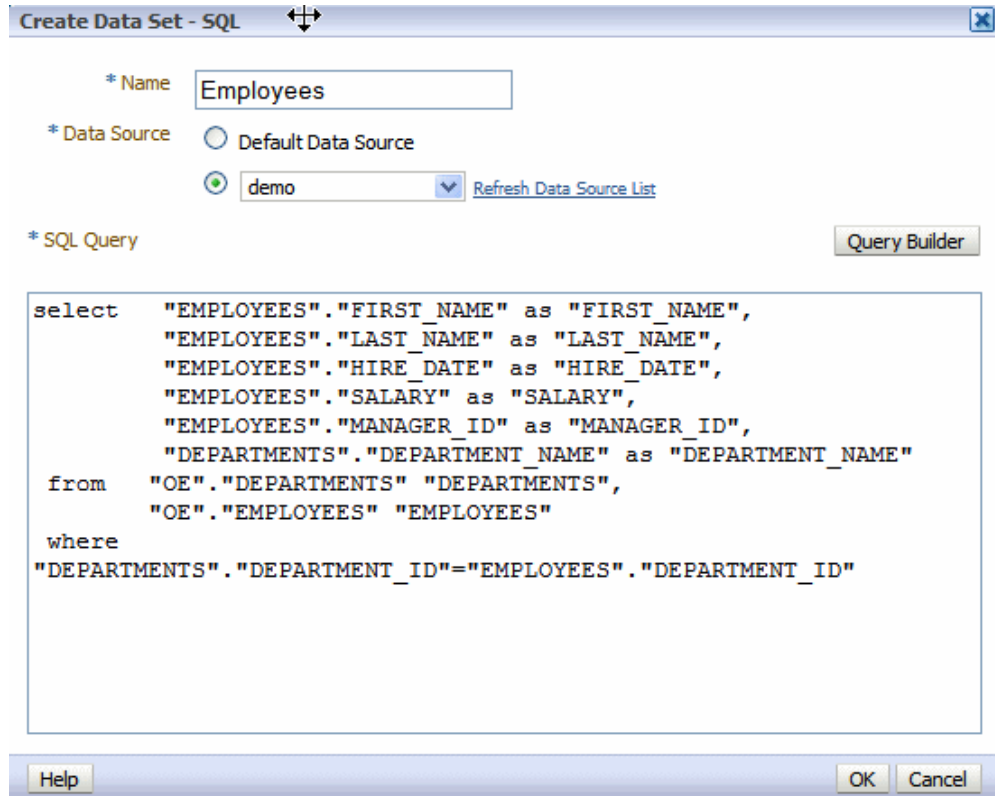 Create Data Set - SQL
* Name Employees
* Data Source Default Data Source
demo Refresh Data Source List
* SQL Query Query Builder
select "EMPLOYEES"."FIRST_NAME" as "FIRST_NAME",
"EMPLOYEES"."LAST_NAME" as "LAST_NAME",
"EMPLOYEES"."HIRE_DATE" as "HIRE_DATE",
"EMPLOYEES"."SALARY" as "SALARY",
"EMPLOYEES"."MANAGER_ID" as "MANAGER_ID",
"DEPARTMENTS"."DEPARTMENT_NAME" as "DEPARTMENT_NAME"
from "OE"."DEPARTMENTS" "DEPARTMENTS",
"OE"."EMPLOYEES" "EMPLOYEES"
where
"DEPARTMENTS"."DEPARTMENT_ID"="EMPLOYEES"."DEPARTMENT_ID"
Help OK Cancel